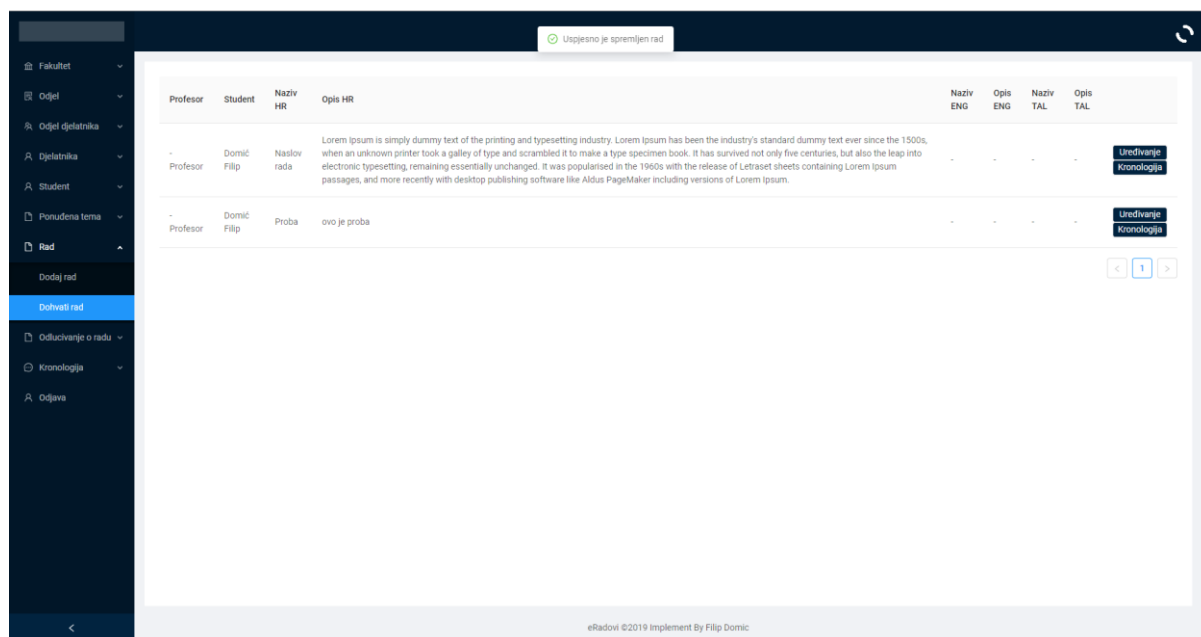 Uspjesno je spremljen rad
Fakultet
Odjel
Odjel djelatnika
Djelatnika
Student
Ponuđena tema
Rad
Dodaj rad
Dohvati rad
Odlucivanje o radu
Kronologija
Odjava
Profesor
Student
Naziv
HR
Opis HR
Naziv
ENG
Opis
ENG
Naziv
TAL
Opis
TAL
-
Profesor
Domić
Filip
Naslov
rada
Lorem Ipsum is simply dummy text of the printing and typesetting industry. Lorem Ipsum has been the industry's standard dummy text ever since the 1500s,
when an unknown printer took a galley of type and scrambled it to make a type specimen book. It has survived not only five centuries, but also the leap into
electronic typesetting, remaining essentially unchanged. It was popularised in the 1960s with the release of Letraset sheets containing Lorem Ipsum
passages, and more recently with desktop publishing software like Aldus PageMaker including versions of Lorem Ipsum.
-
-
-
-
Uređivanje
Kronologija
-
Profesor
Domić
Filip
Proba
ovo je proba
-
-
-
-
Uređivanje
Kronologija
< 1 >
eRadovi ©2019 Implement By Filip Domic